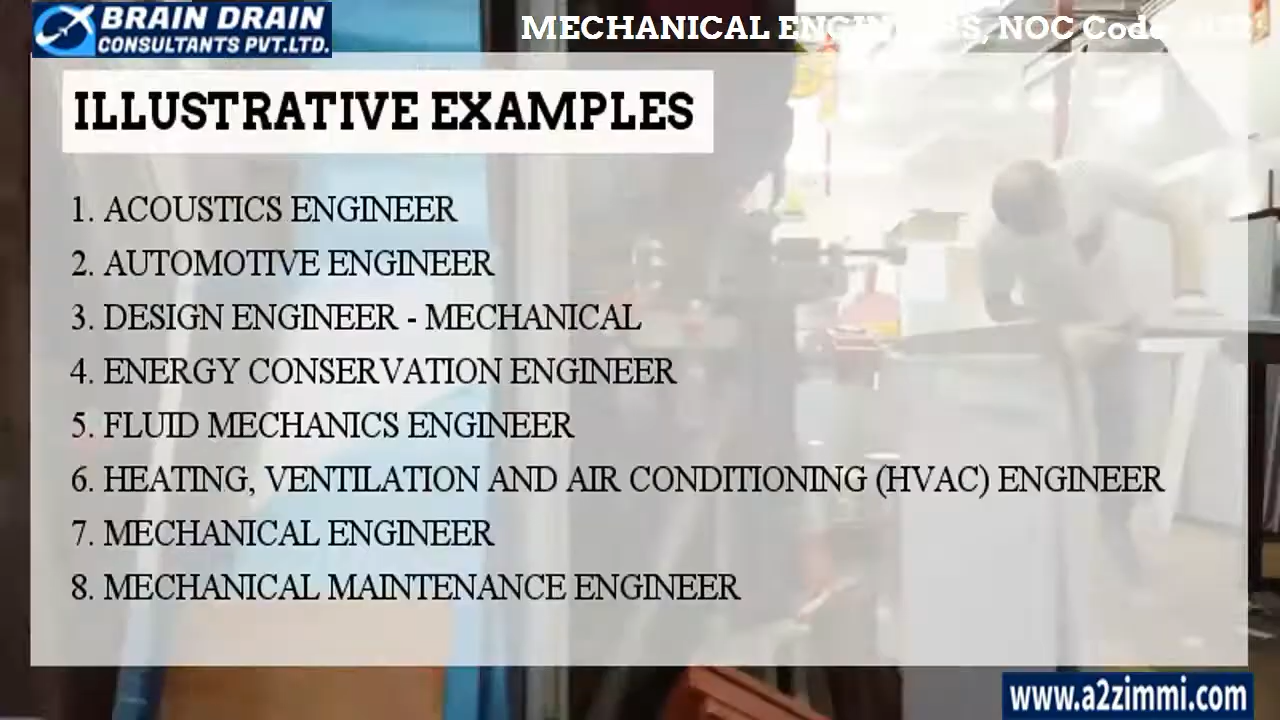 BRAIN DRAIN
CONSULTANTS PVT.LTD.
MECHANICAL ENGINEERS, NOC Code
ILLUSTRATIVE EXAMPLES
1. ACOUSTICS ENGINEER
2. AUTOMOTIVE ENGINEER
3. DESIGN ENGINEER - MECHANICAL
4. ENERGY CONSERVATION ENGINEER
5. FLUID MECHANICS ENGINEER
6. HEATING, VENTILATION AND AIR CONDITIONING (HVAC) ENGINEER
7. MECHANICAL ENGINEER
8. MECHANICAL MAINTENANCE ENGINEER
www.a2zimmi.com